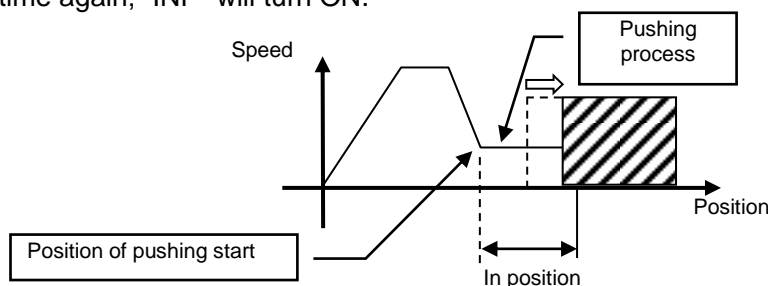 time again, "INP" will turn ON.
Pushing
process
Speed
Position
Position of pushing start
In position